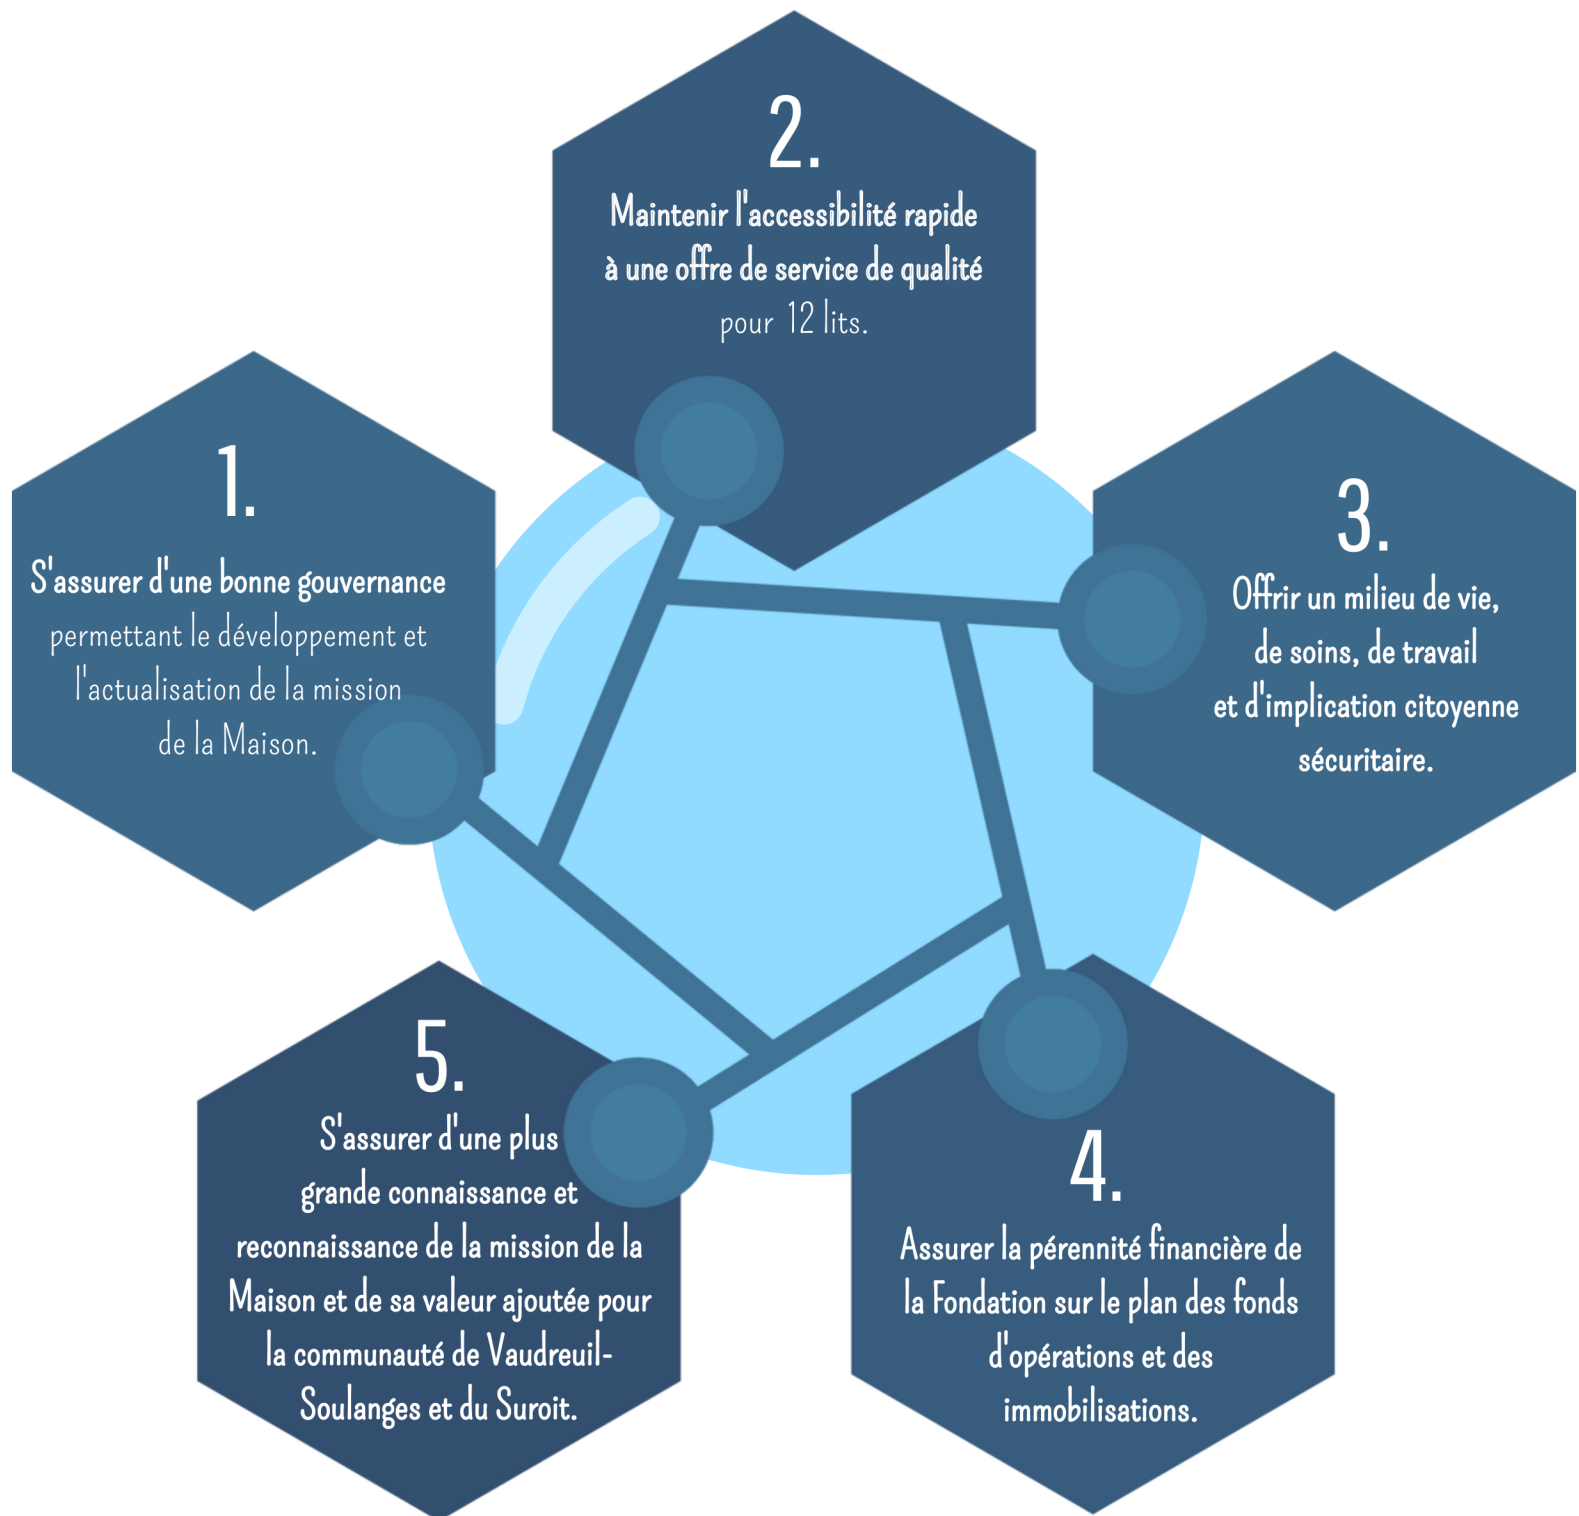 1.
S'assurer d'une bonne gouvernance
permettant le développement et
l'actualisation de la mission
de la Maison.
2.
Maintenir l'accessibilité rapide
à une offre de service de qualité
pour 12 lits.
3.
Offrir un milieu de vie,
de soins, de travail
et d'implication citoyenne
sécuritaire.
4.
Assurer la pérennité financière de
la Fondation sur le plan des fonds
d'opérations et des
immobilisations.
5.
S'assurer d'une plus
grande connaissance et
reconnaissance de la mission de la
Maison et de sa valeur ajoutée pour
la communauté de Vaudreuil-
Soulanges et du Suroit.